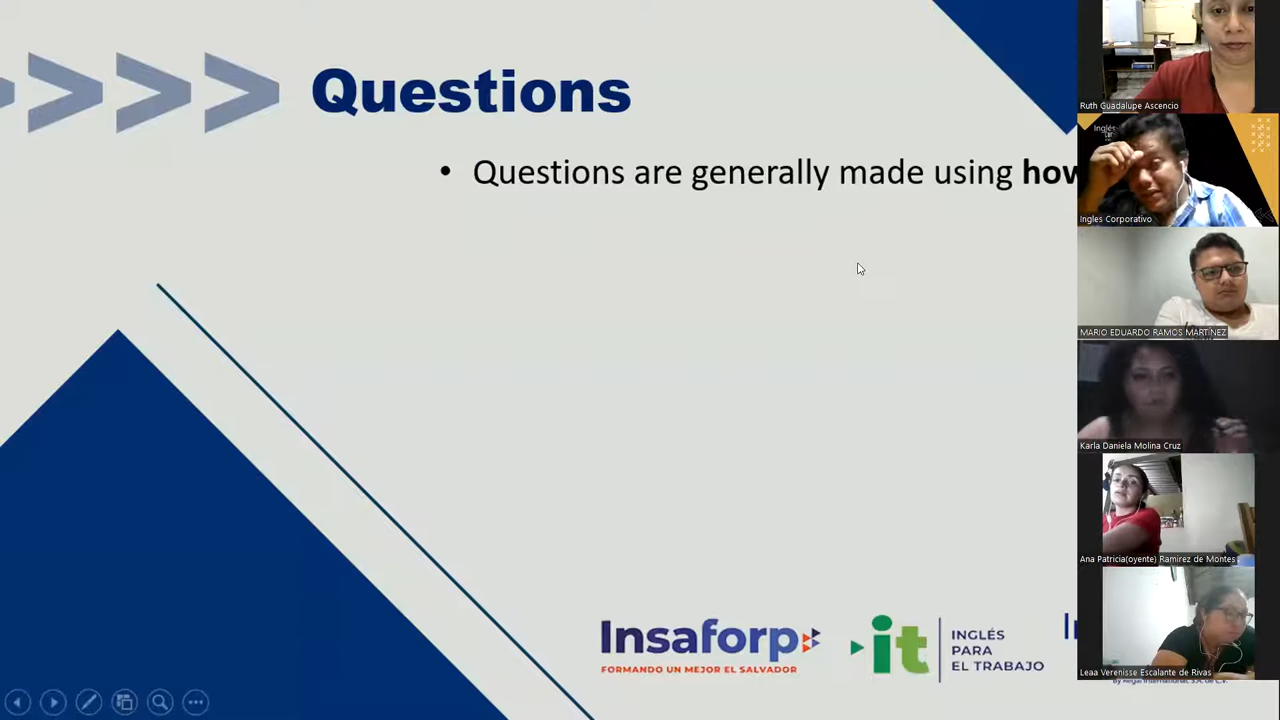 Questions
• Questions are generally made using how
Insaforp
FORMANDO UN MEJOR EL SALVADOR
it
INGLÉS
PARA
EL TRABAJO
Ruth Guadalupe Ascencio
Inglés
Ingles Corporativo
MARIO EDUARDO RAMOS MARTÍNEZ
Karla Daniela Molina Cruz
Ana Patricia(oyente) Ramirez de Montes
Leaa Verenisse Escalante de Rivas